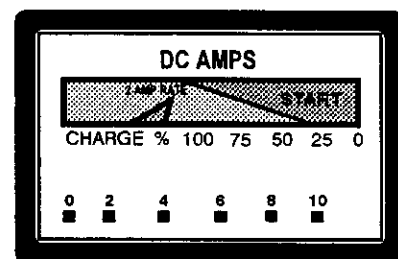 DC AMPS
2 AMP RATE
START
CHARGE % 100 75 50 25 0
0 2 4 6 8 10